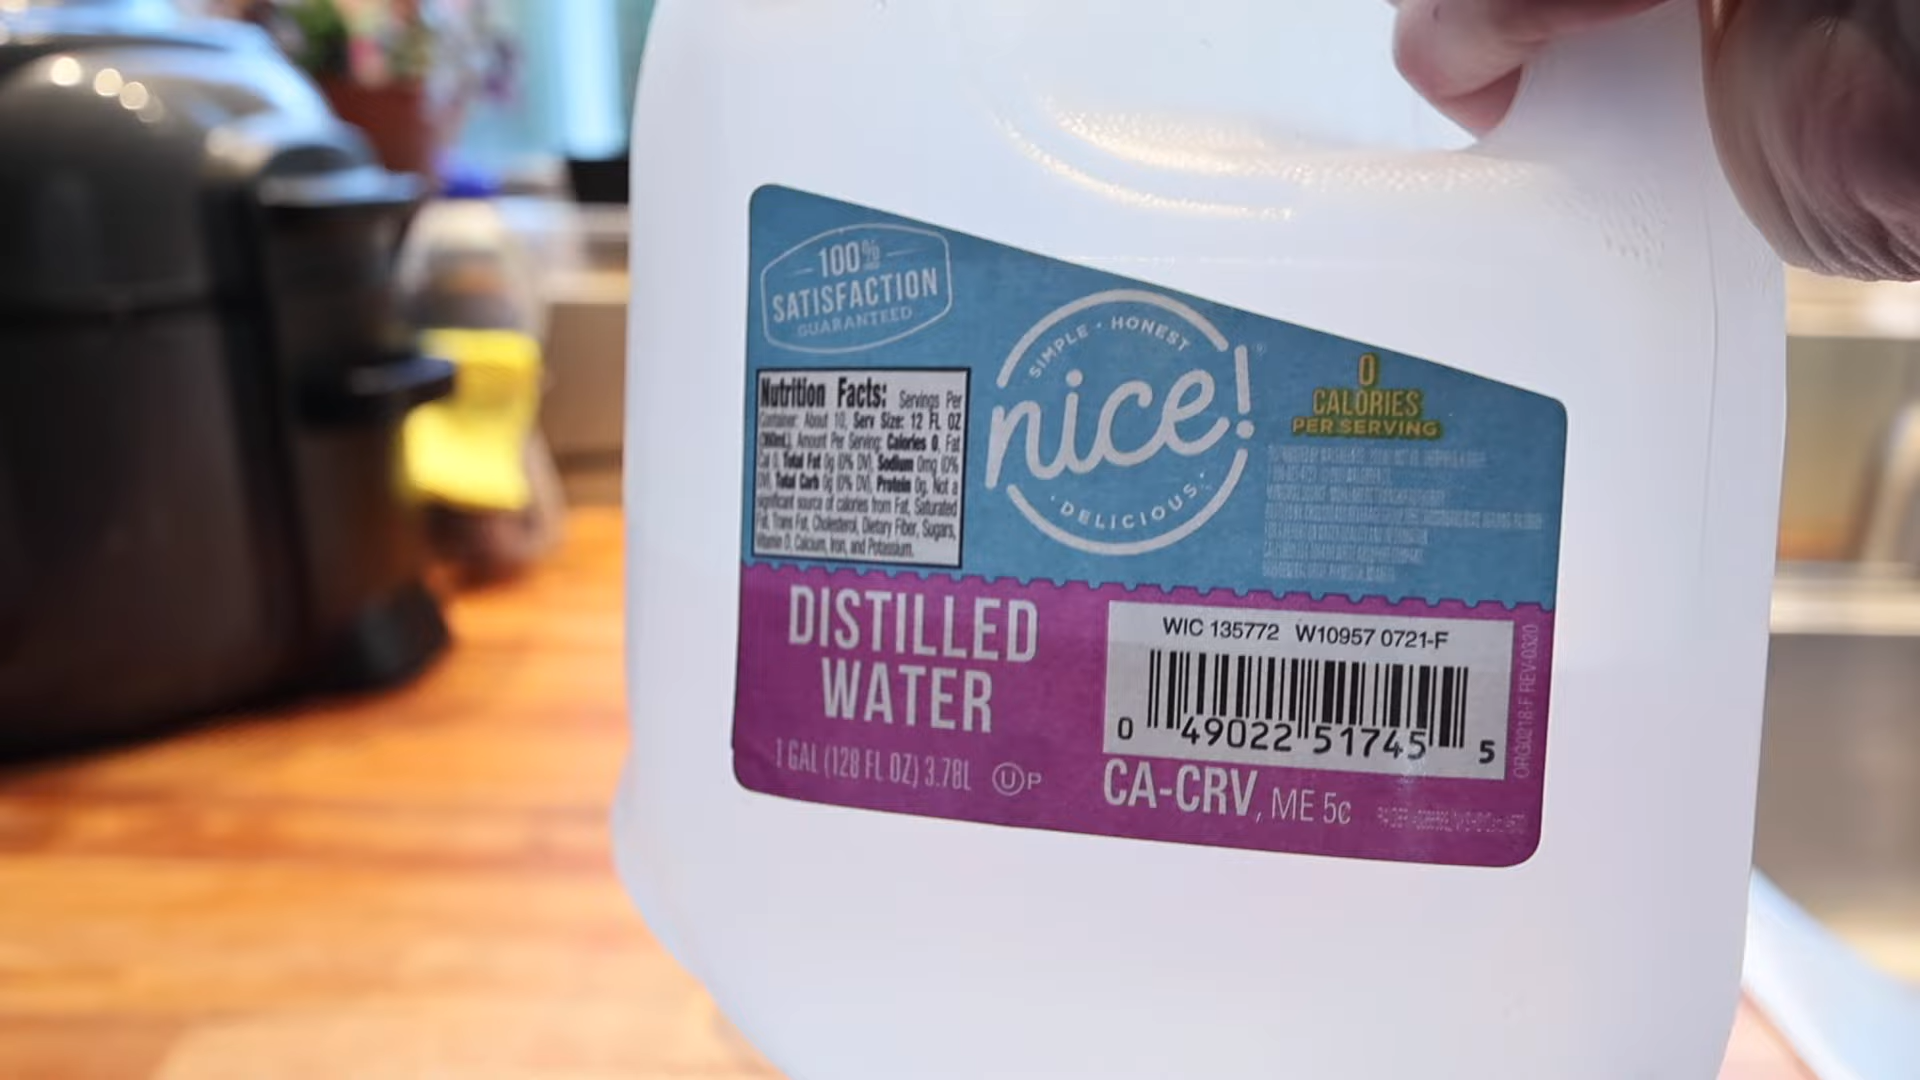 100%
SATISFACTION
GUARANTEED
SIMPLE · HONEST
nice!
· DELICIOUS ·
0
CALORIES
PER SERVING
Nutrition Facts: Servings Per
Container: About 10, Serv Size: 12 FL OZ
(360mL), Amount Per Serving: Calories 0, Fat
Cal 0, Total Fat 0g (0% DV), Sodium 0mg (0%
DV), Total Carb 0g (0% DV), Protein 0g. Not a
significant source of calories from Fat, Saturated
Fat, Trans Fat, Cholesterol, Dietary Fiber, Sugars,
Vitamin D, Calcium, Iron, and Potassium.
DISTILLED
WATER
1 GAL (128 FL OZ) 3.78L
U P
WIC 135772 W10957 0721-F
0 49022 51745 5
CA-CRV, ME 5¢
ORG0218-F REV-0320